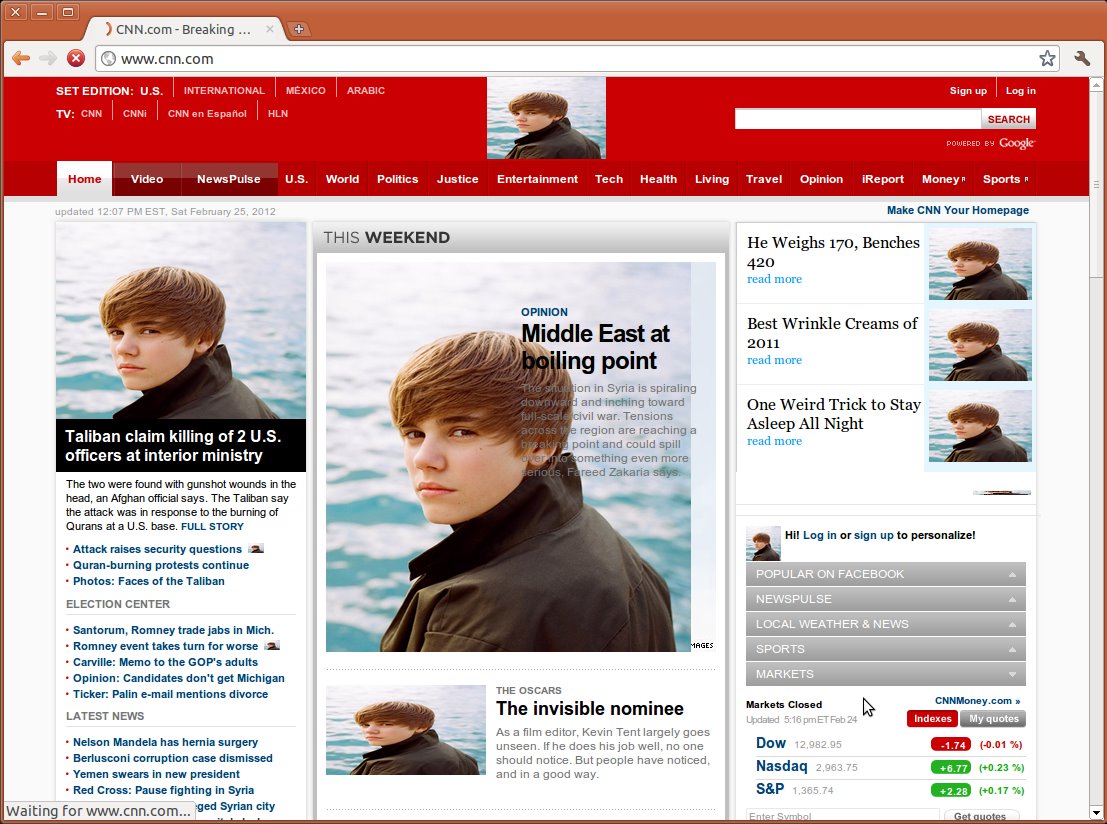 CNN.com - Breaking ...
www.cnn.com
SET EDITION: U.S. INTERNATIONAL MÉXICO ARABIC
TV: CNN CNNi CNN en Español HLN
Sign up Log in
SEARCH
POWERED BY Google
Home Video NewsPulse U.S. World Politics Justice Entertainment Tech Health Living Travel Opinion iReport Money Sports
updated 12:07 PM EST, Sat February 25, 2012
Make CNN Your Homepage
Taliban claim killing of 2 U.S.
officers at interior ministry
The two were found with gunshot wounds in the
head, an Afghan official says. The Taliban say
the attack was in response to the burning of
Qurans at a U.S. base. FULL STORY
• Attack raises security questions
• Quran-burning protests continue
• Photos: Faces of the Taliban
ELECTION CENTER
• Santorum, Romney trade jabs in Mich.
• Romney event takes turn for worse
• Carville: Memo to the GOP's adults
• Opinion: Candidates don't get Michigan
• Ticker: Palin e-mail mentions divorce
LATEST NEWS
• Nelson Mandela has hernia surgery
• Berlusconi corruption case dismissed
• Yemen swears in new president
• Red Cross: Pause fighting in Syria
eged Syrian city
Waiting for www.cnn.com...
THIS WEEKEND
OPINION
Middle East at
boiling point
The situation in Syria is spiraling
downward and inching toward
full-scale civil war. Tensions
across the region are reaching a
breaking point and could spill
over into something even more
serious, Fareed Zakaria says.
MAGES
THE OSCARS
The invisible nominee
As a film editor, Kevin Tent largely goes
unseen. If he does his job well, no one
should notice. But people have noticed,
and in a good way.
He Weighs 170, Benches
420
read more
Best Wrinkle Creams of
2011
read more
One Weird Trick to Stay
Asleep All Night
read more
Hi! Log in or sign up to personalize!
POPULAR ON FACEBOOK
NEWSPULSE
LOCAL WEATHER & NEWS
SPORTS
MARKETS
Markets Closed
CNNMoney.com »
Updated 5:16 pm ET Feb 24
Indexes My quotes
Dow 12,982.95 -1.74 (-0.01 %)
Nasdaq 2,963.75 +6.77 (+0.23 %)
S&P 1,365.74 +2.28 (+0.17 %)
Enter Symbol Get quotes